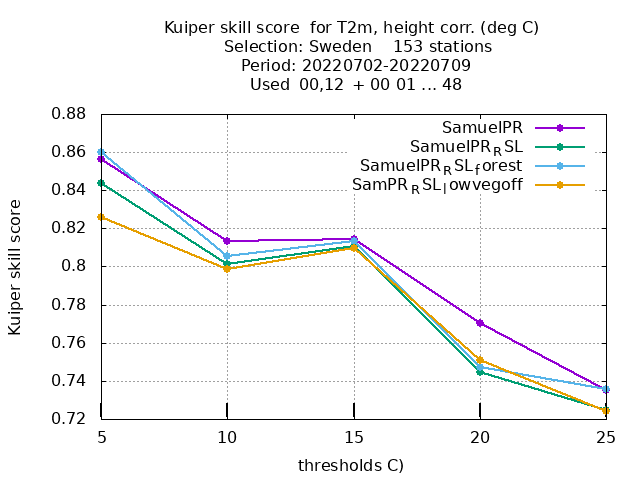 Kuiper skill score  for T2m, height corr. (deg C)
Selection: Sweden    153 stations
Period: 20220702-20220709
Used  00,12  + 00 01 ... 48
0.88
0.86
0.84
0.82
0.8
0.78
0.76
0.74
0.72
Kuiper skill score
SamuelPR
SamuelPR_RSL
SamuelPR_RSL_forest
SamPR_RSL_lowvegoff
5 10 15 20 25
thresholds C)